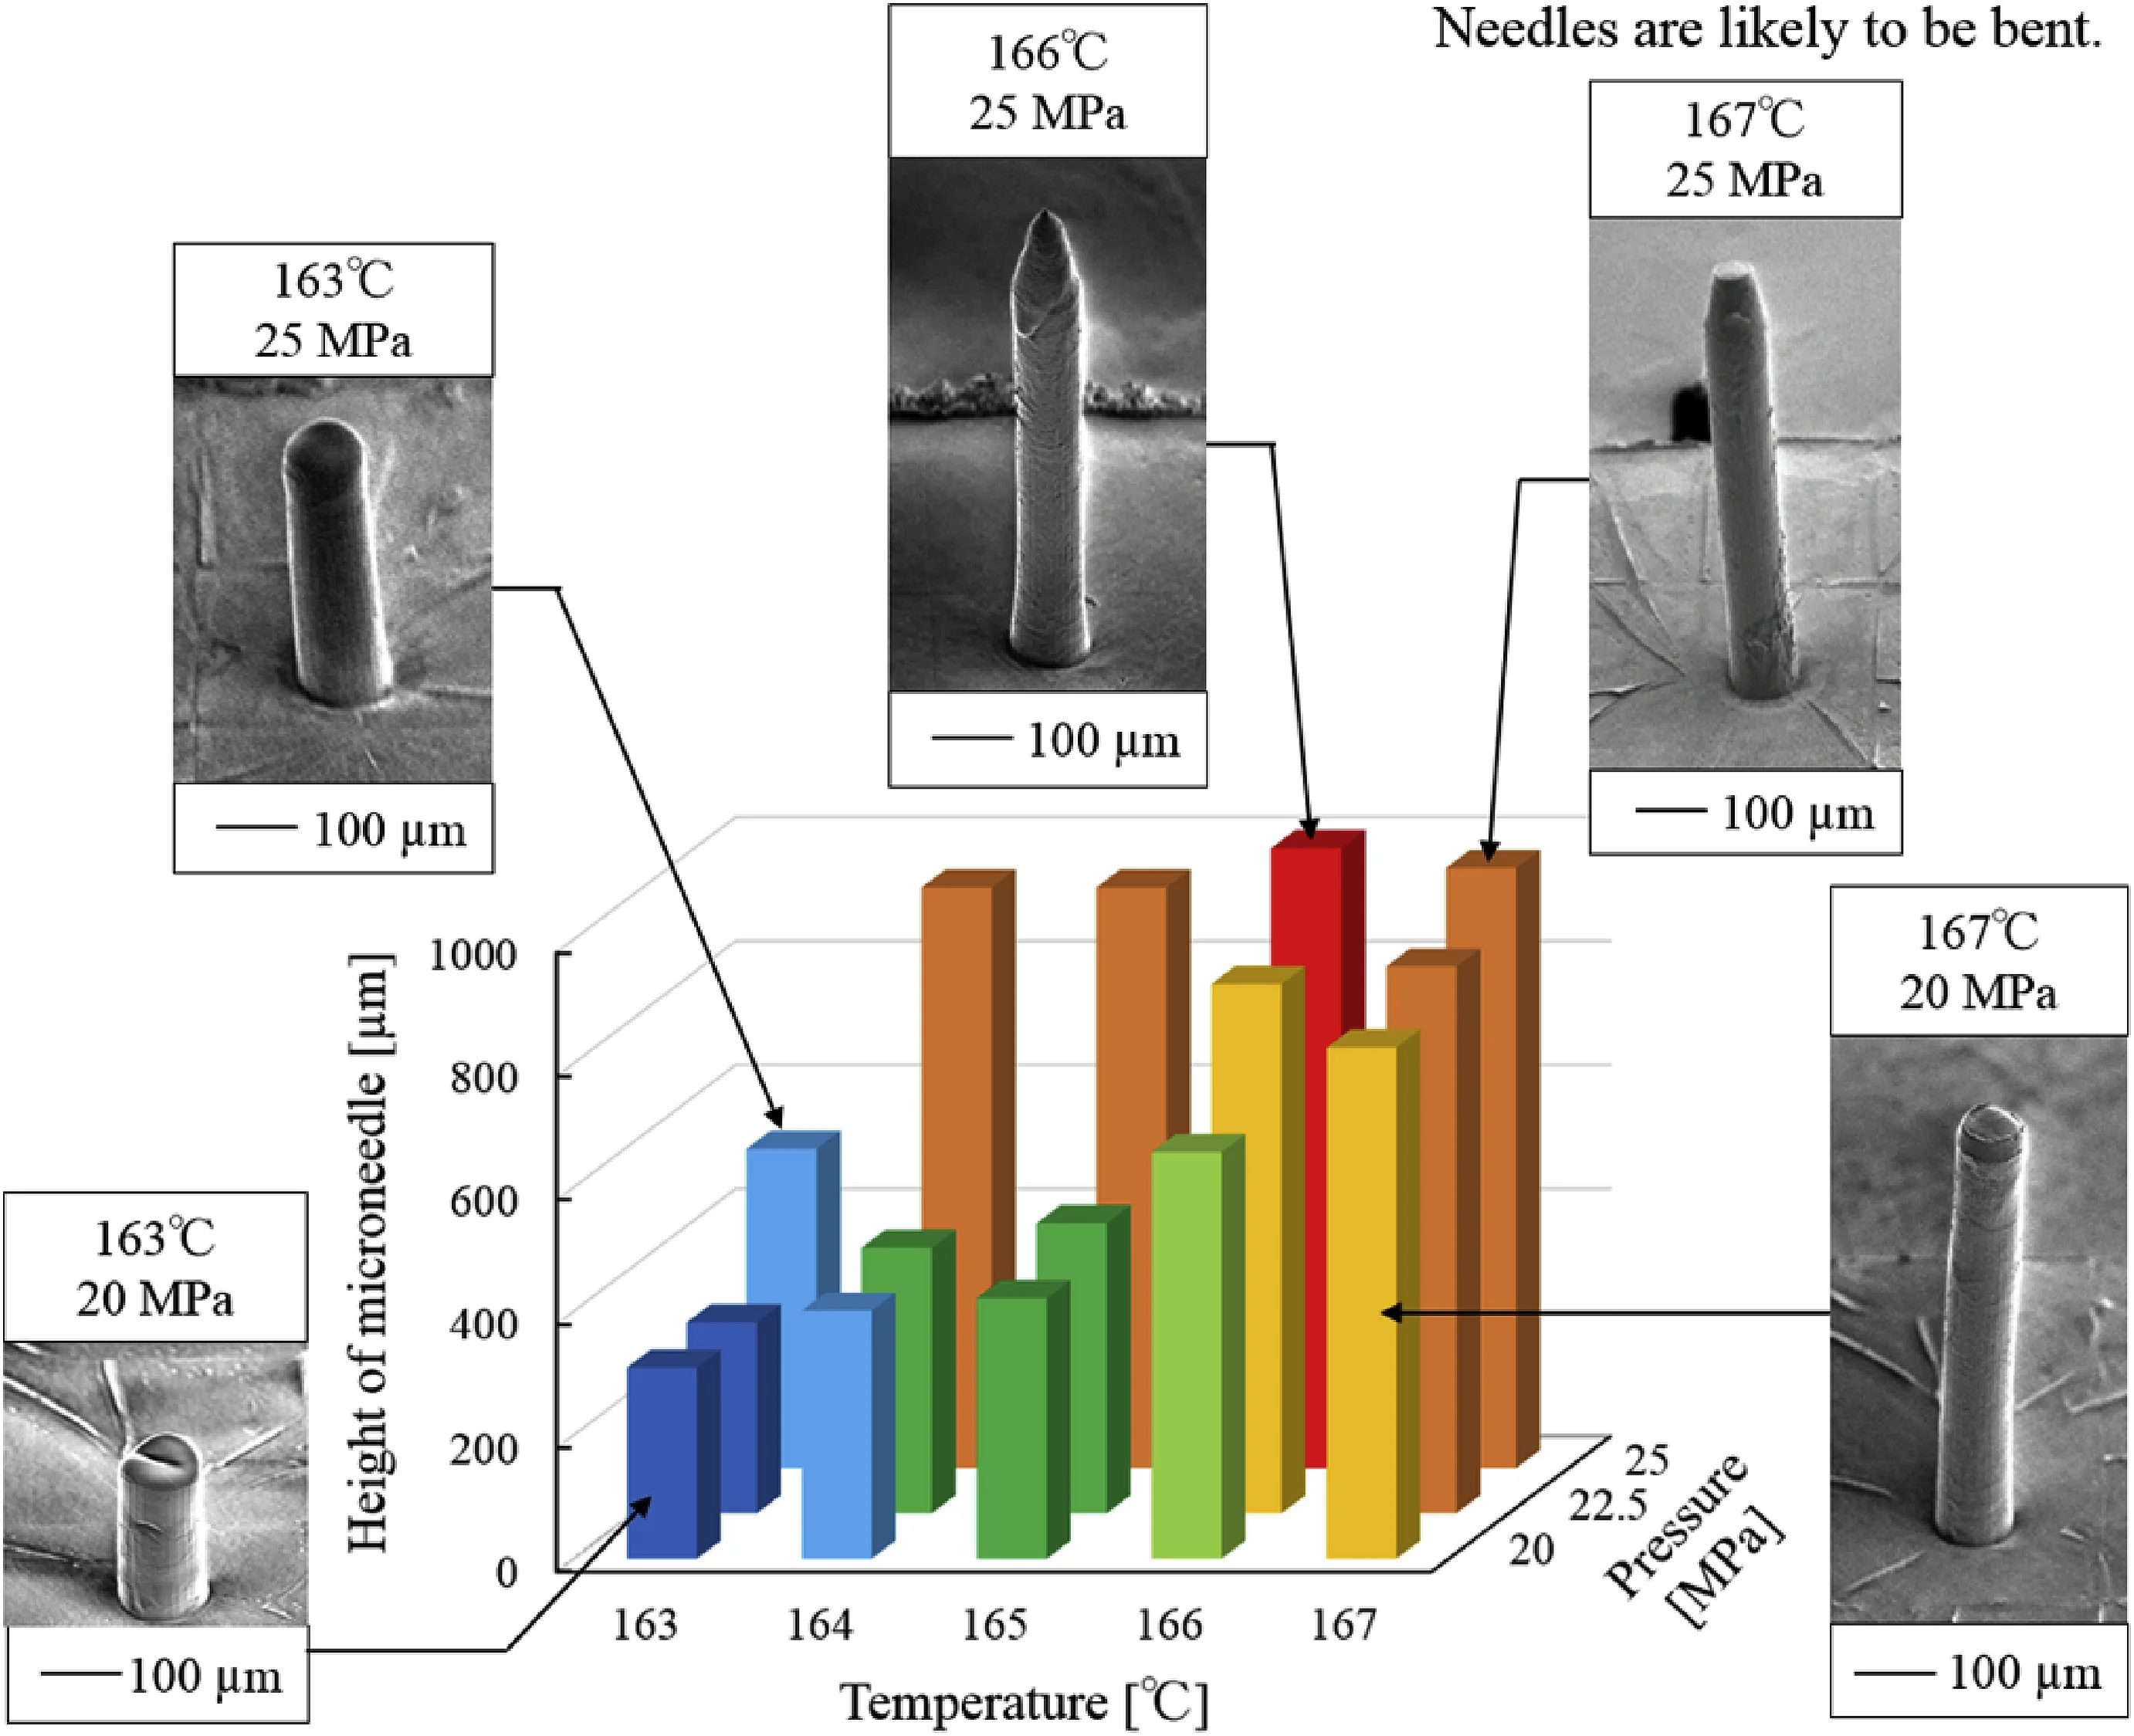 Needles are likely to be bent.
166℃
25 MPa
100 µm
167℃
25 MPa
100 µm
163℃
25 MPa
100 µm
167℃
20 MPa
100 µm
163℃
20 MPa
100 µm
Height of microneedle [µm]
1000
800
600
400
200
0
163
164
165
166
167
Temperature [℃]
20
22.5
25
Pressure
[MPa]